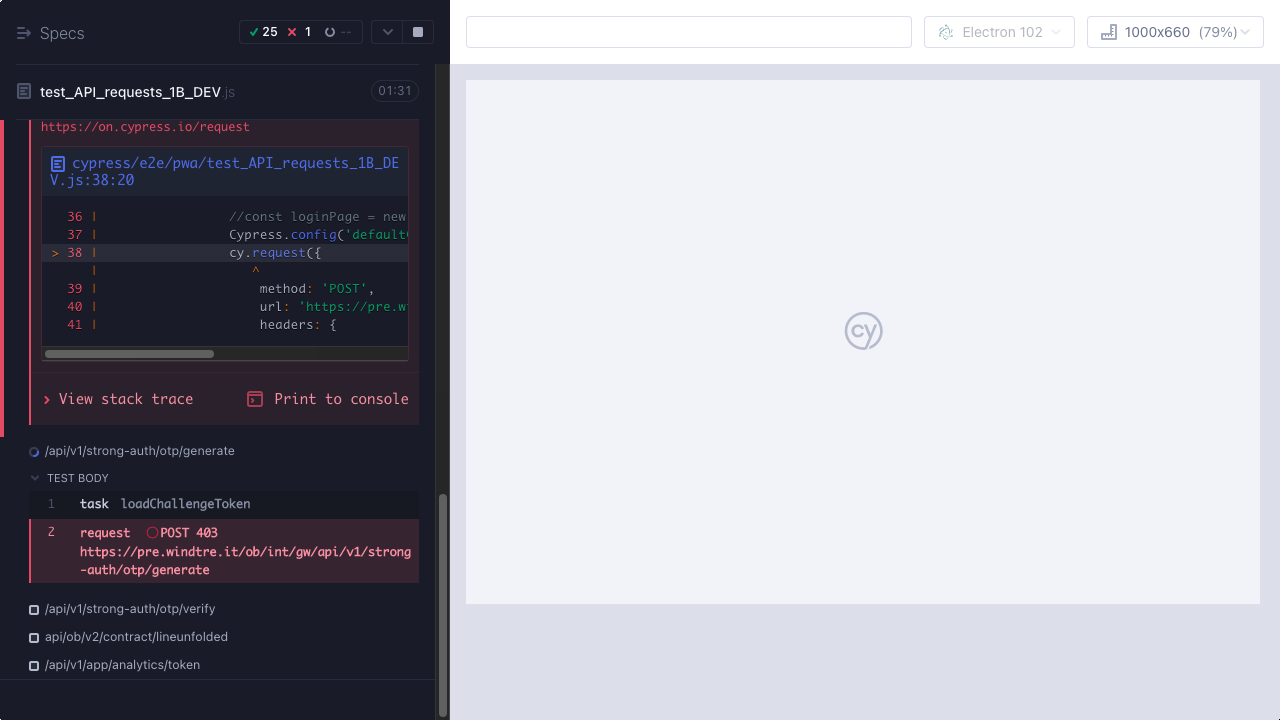 Specs
25 1 --
Electron 102
1000x660 (79%)
test_API_requests_1B_DEV.js
01:31
https://on.cypress.io/request
cypress/e2e/pwa/test_API_requests_1B_DE
V.js:38:20
36 | //const loginPage = new
37 | Cypress.config('default
> 38 | cy.request({
| ^
39 | method: 'POST',
40 | url: 'https://pre.w
41 | headers: {
View stack trace
Print to console
/api/v1/strong-auth/otp/generate
TEST BODY
1 task loadChallengeToken
2 request POST 403
https://pre.windtre.it/ob/int/gw/api/v1/strong
-auth/otp/generate
/api/v1/strong-auth/otp/verify
api/ob/v2/contract/lineunfolded
/api/v1/app/analytics/token
cy